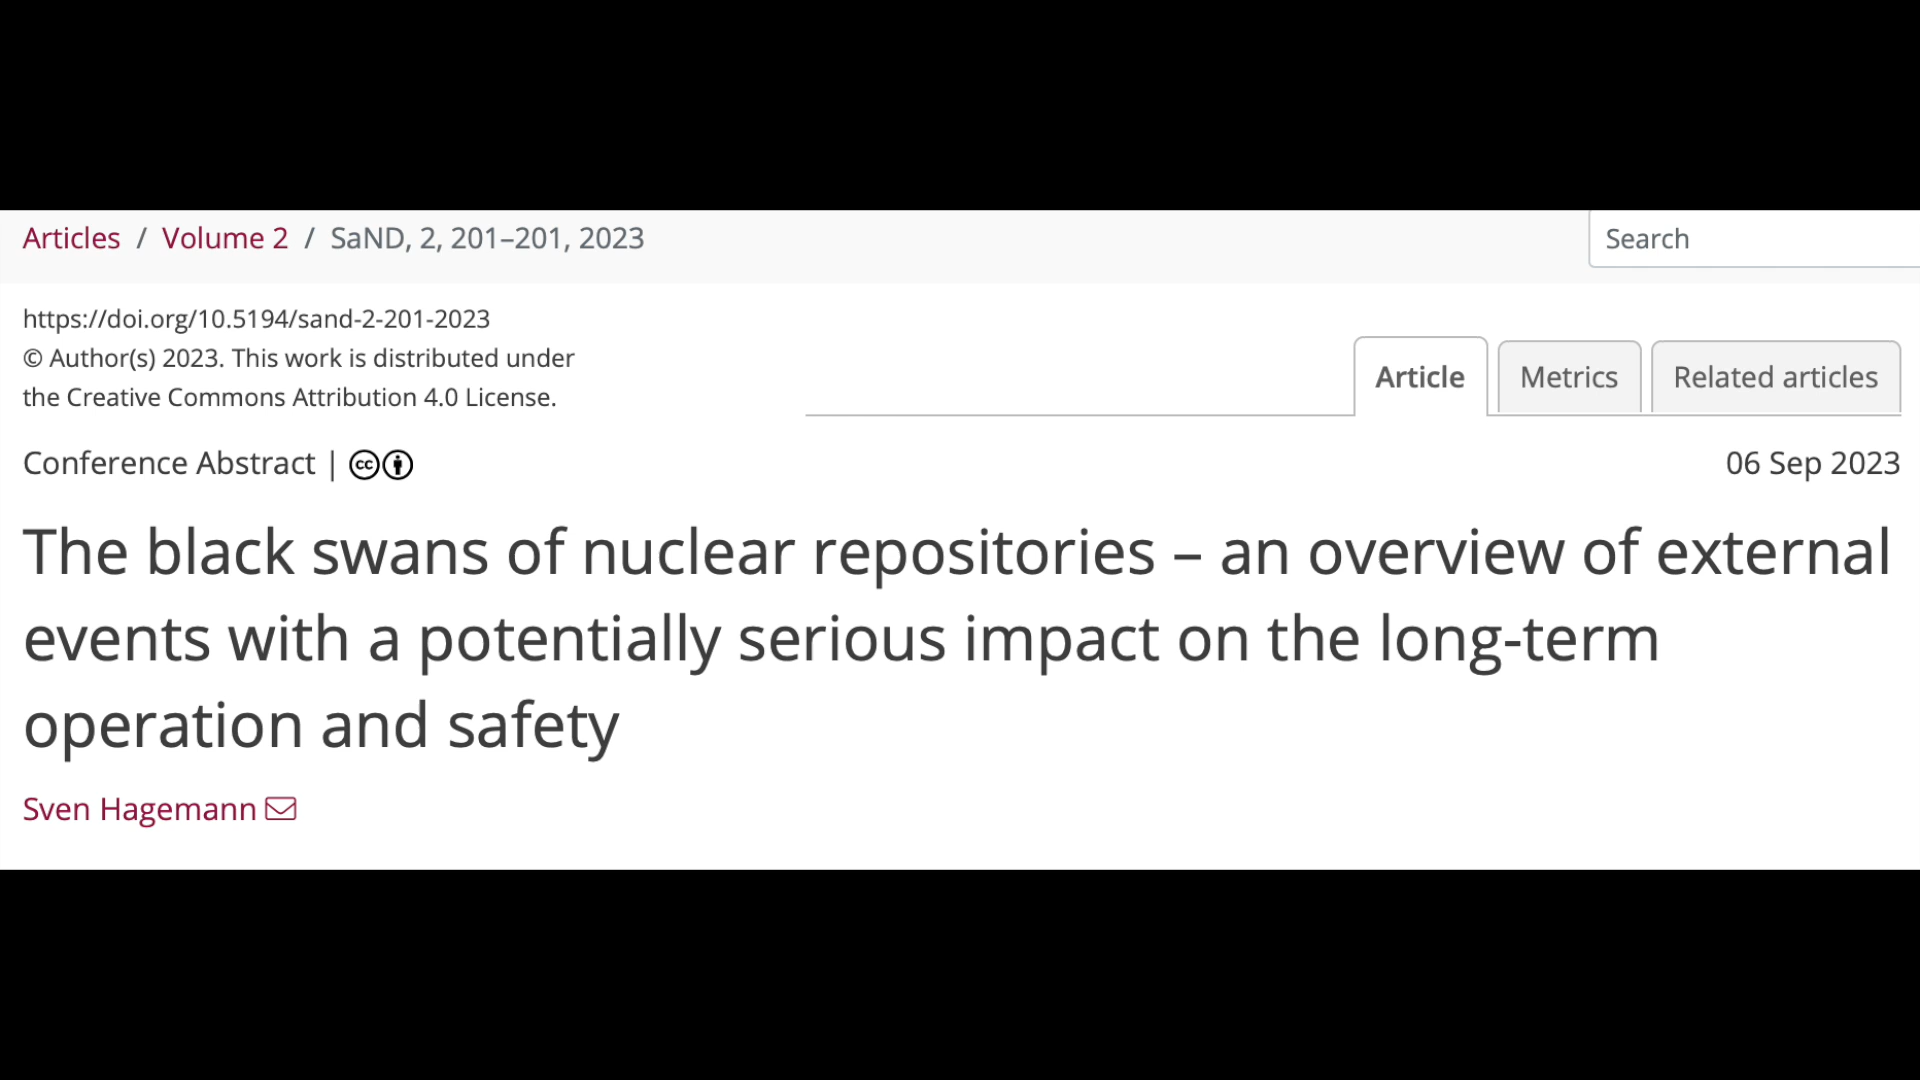 Articles / Volume 2 / SaND, 2, 201–201, 2023
Search
https://doi.org/10.5194/sand-2-201-2023
© Author(s) 2023. This work is distributed under
the Creative Commons Attribution 4.0 License.
Article Metrics Related articles
Conference Abstract | cc
06 Sep 2023
The black swans of nuclear repositories – an overview of external
events with a potentially serious impact on the long-term
operation and safety
Sven Hagemann